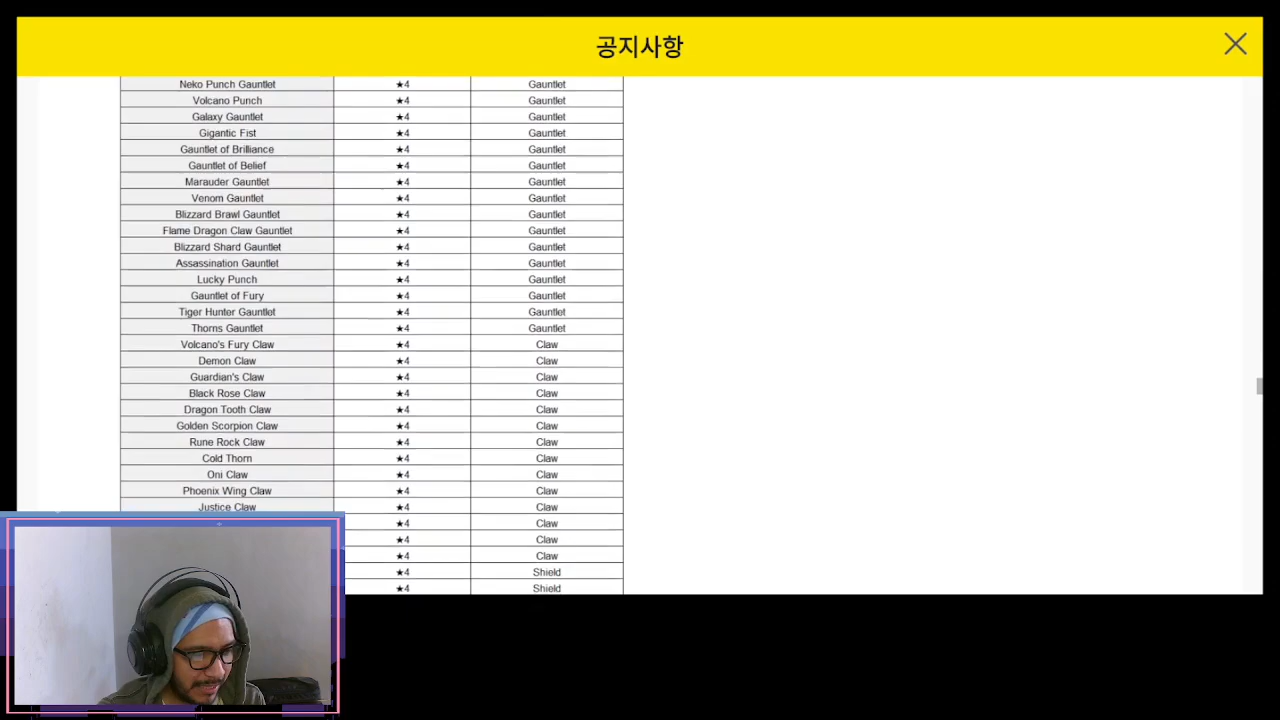 공지사항
Neko Punch Gauntlet ★4 Gauntlet
Volcano Punch ★4 Gauntlet
Galaxy Gauntlet ★4 Gauntlet
Gigantic Fist ★4 Gauntlet
Gauntlet of Brilliance ★4 Gauntlet
Gauntlet of Belief ★4 Gauntlet
Marauder Gauntlet ★4 Gauntlet
Venom Gauntlet ★4 Gauntlet
Blizzard Brawl Gauntlet ★4 Gauntlet
Flame Dragon Claw Gauntlet ★4 Gauntlet
Blizzard Shard Gauntlet ★4 Gauntlet
Assassination Gauntlet ★4 Gauntlet
Lucky Punch ★4 Gauntlet
Gauntlet of Fury ★4 Gauntlet
Tiger Hunter Gauntlet ★4 Gauntlet
Thorns Gauntlet ★4 Gauntlet
Volcano's Fury Claw ★4 Claw
Demon Claw ★4 Claw
Guardian's Claw ★4 Claw
Black Rose Claw ★4 Claw
Dragon Tooth Claw ★4 Claw
Golden Scorpion Claw ★4 Claw
Rune Rock Claw ★4 Claw
Cold Thorn ★4 Claw
Oni Claw ★4 Claw
Phoenix Wing Claw ★4 Claw
Justice Claw ★4 Claw
★4 Claw
★4 Claw
★4 Claw
★4 Shield
★4 Shield